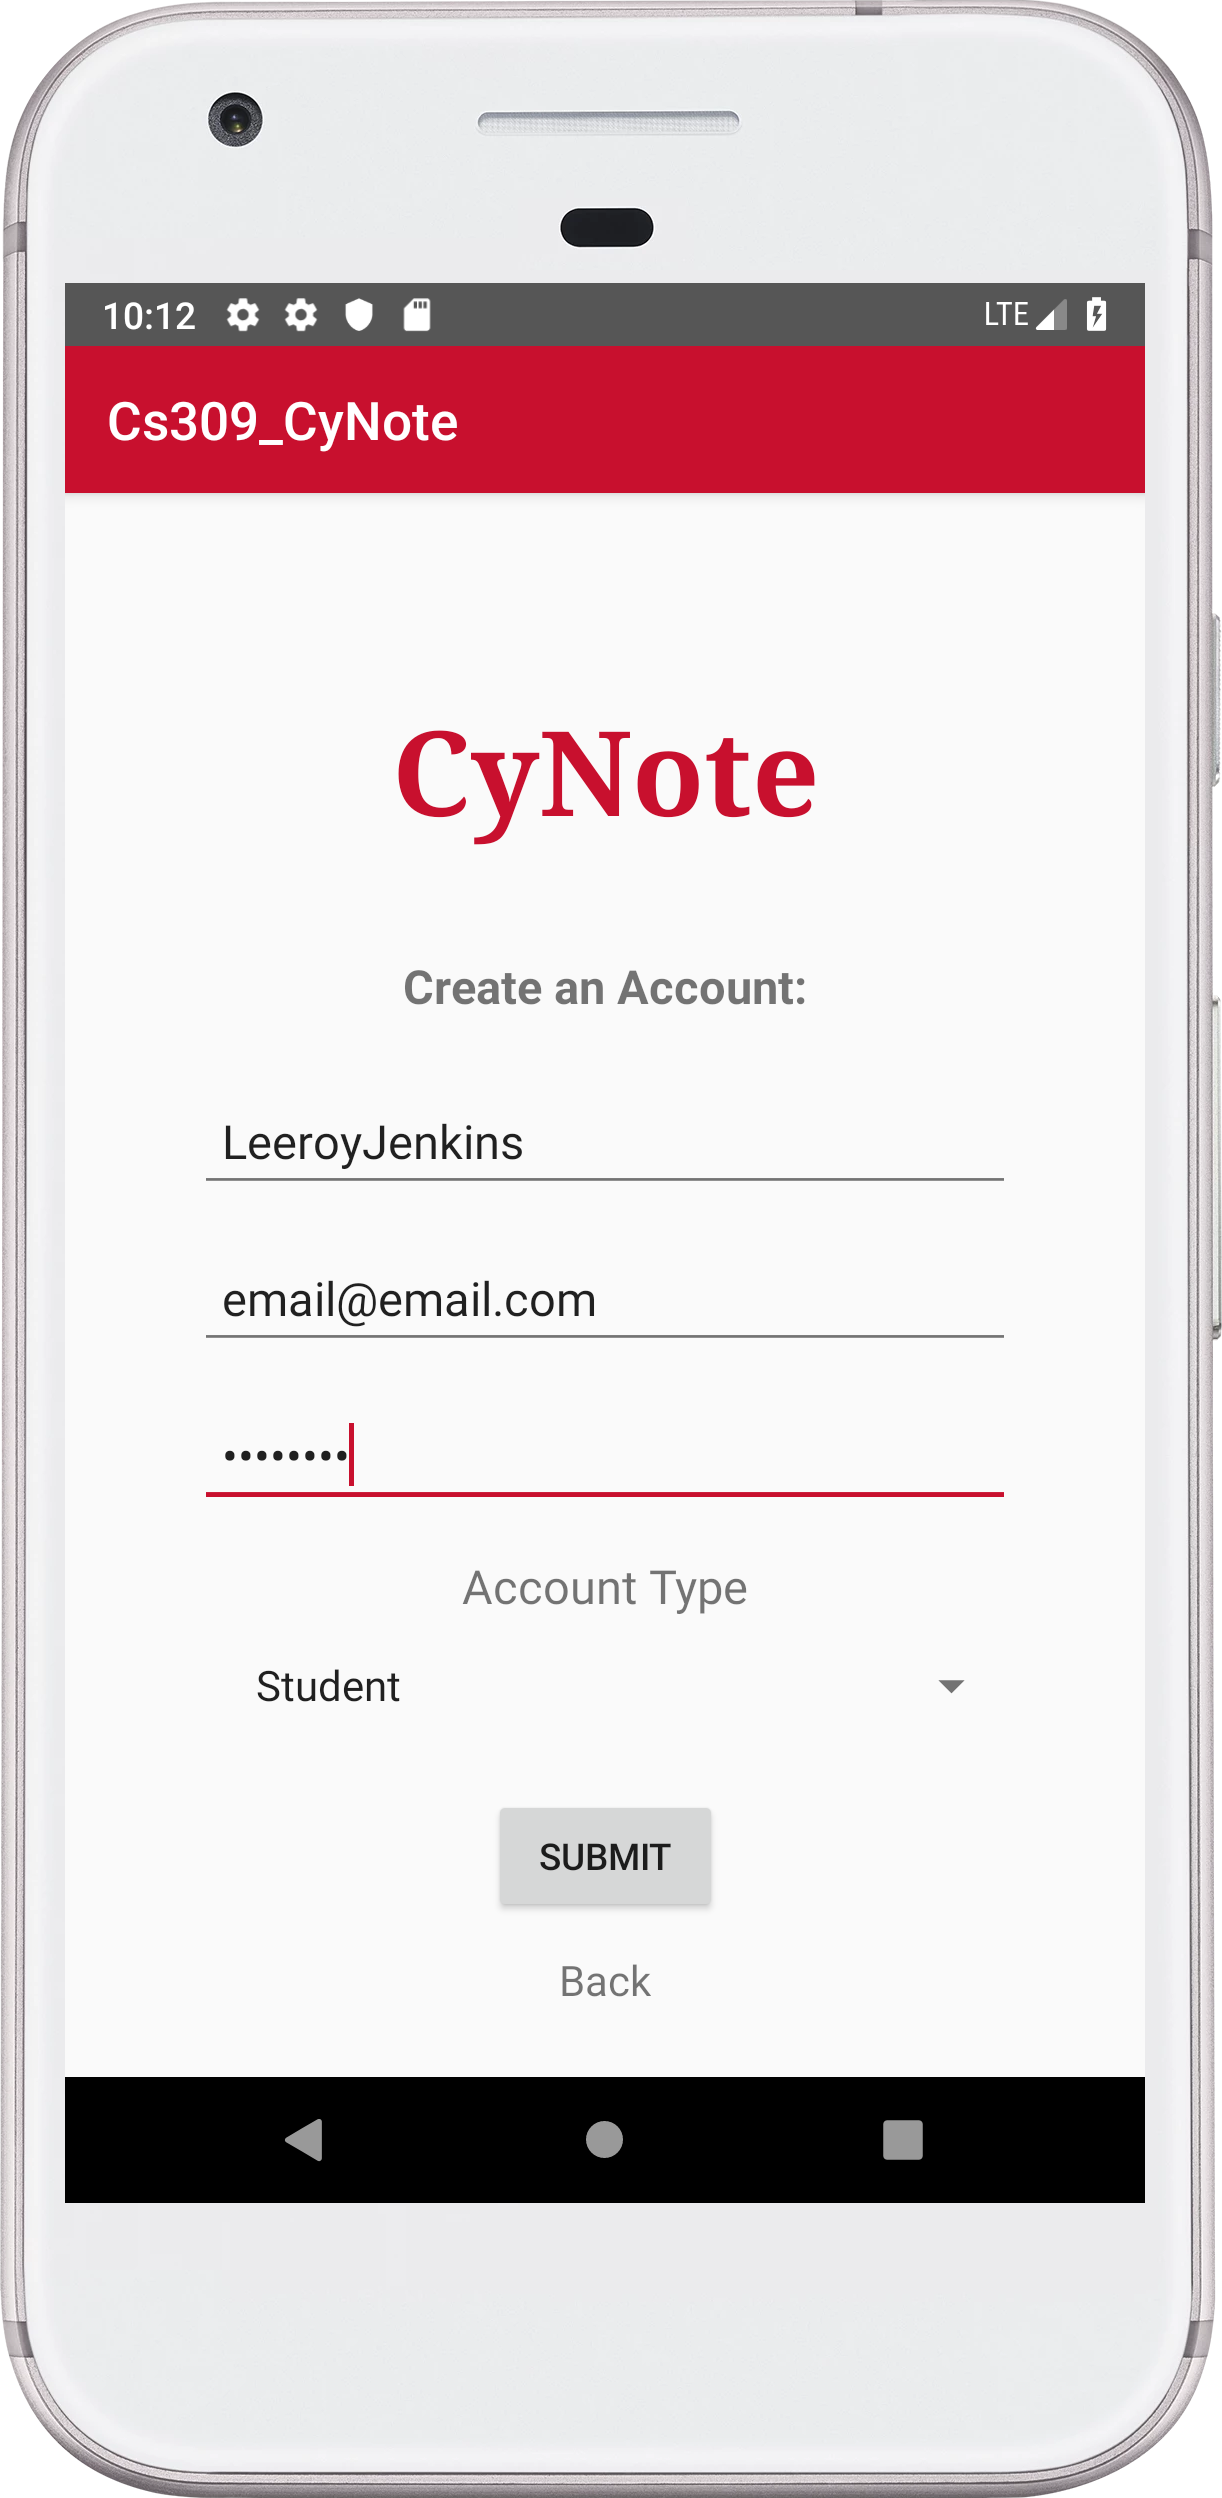 10:12 LTE
Cs309_CyNote
CyNote
Create an Account:
LeeroyJenkins
email@email.com
••••••••
Account Type
Student
SUBMIT
Back